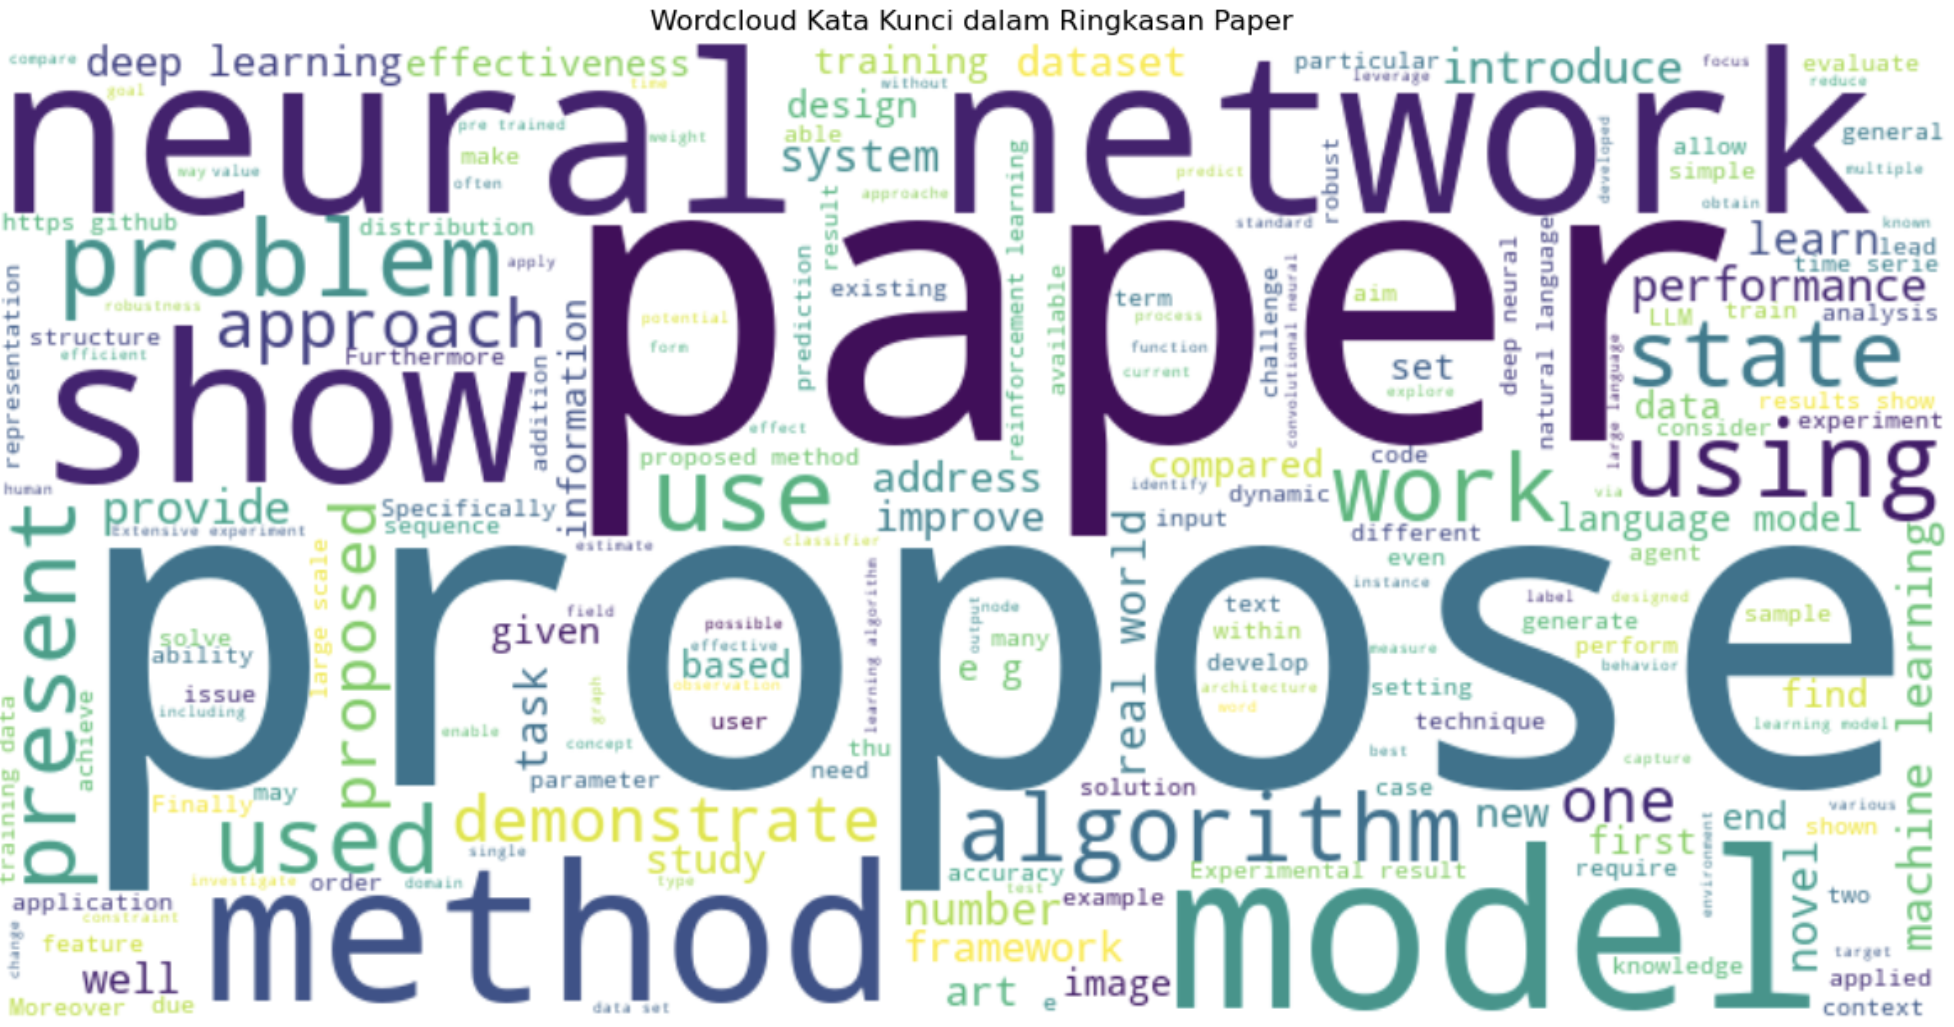 Wordcloud Kata Kunci dalam Ringkasan Paper
compare
deep learning
effectiveness
training
dataset
particular
introduce
focus
evaluate
goal
time
without
leverage
reduce
neural network
design
pre trained
weight
able
make
system
robust
developed
general
allow
way
value
often
approache
predict
simple
multiple
obtain
https github
distribution
result
reinforcement learning
standard
natural language
known
problem
paper
learn
lead
apply
time serie
representation
robustness
prediction
existing
available
term
challenge
convolutional neural
aim
deep neural
performance
structure
approach
information
potential
process
LLM
train
analysis
efficient
Furthermore
form
function
large language
state
show
addition
current
set
explore
data
results show
effect
consider
experiment
proposed method
compared
code
using
human
use
address
identify
dynamic
work
provide
Specifically
improve
input
language model
present
Extensive experiment
sequence
different
estimate
classifier
real world
even
agent
machine learning
propose
large scale
proposed
learning algorithm
instance
label
designed
solve
field
given
possible
output
node
text
generate
sample
ability
effective
many
within
measure
perform
based
e g
develop
behavior
issue
task
graph
observation
architecture
setting
find
including
user
word
technique
learning model
training data
achieve
enable
concept
thu
best
capture
parameter
need
Finally
may
solution
case
one
various
used
demonstrate
algorithm
new
end
shown
first
single
study
environment
investigate
order
domain
type
accuracy
test
Experimental result
require
novel
application
method
example
model
two
constraint
number
feature
framework
change
target
well
knowledge
applied
art
image
Moreover
due
data set
e
context